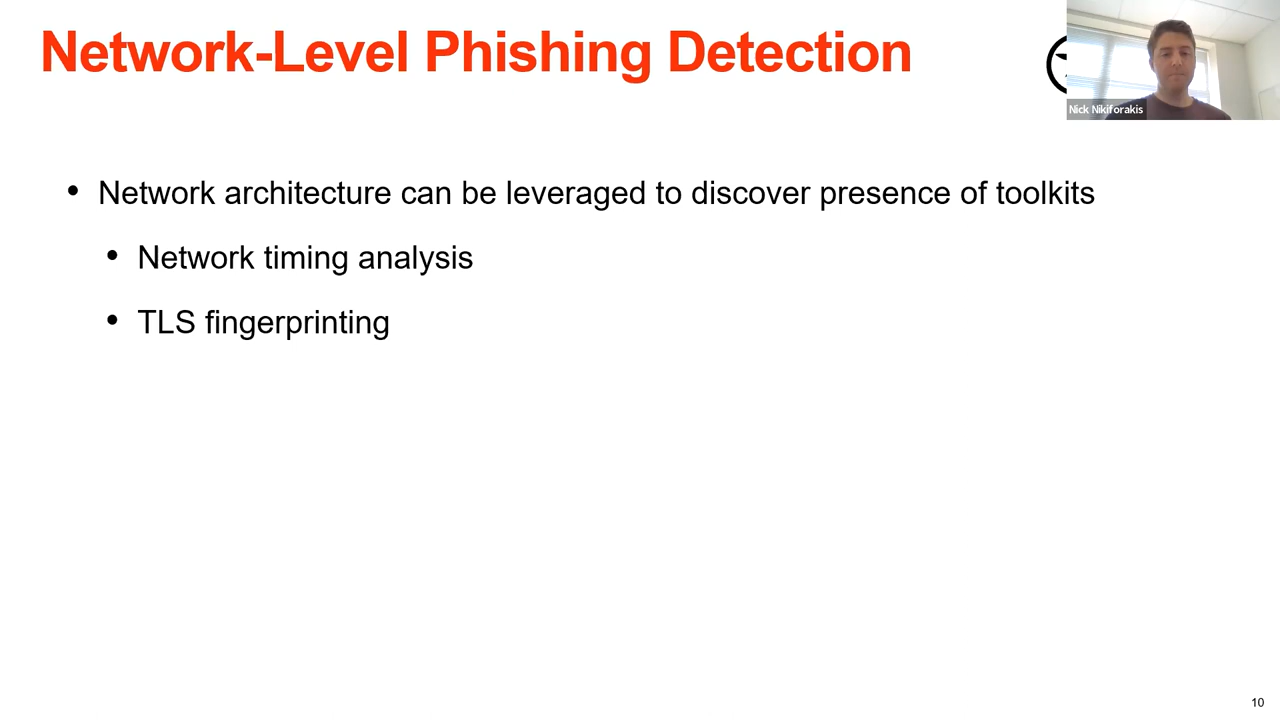 Network-Level Phishing Detection
Nick Nikiforakis
• Network architecture can be leveraged to discover presence of toolkits
• Network timing analysis
• TLS fingerprinting
10